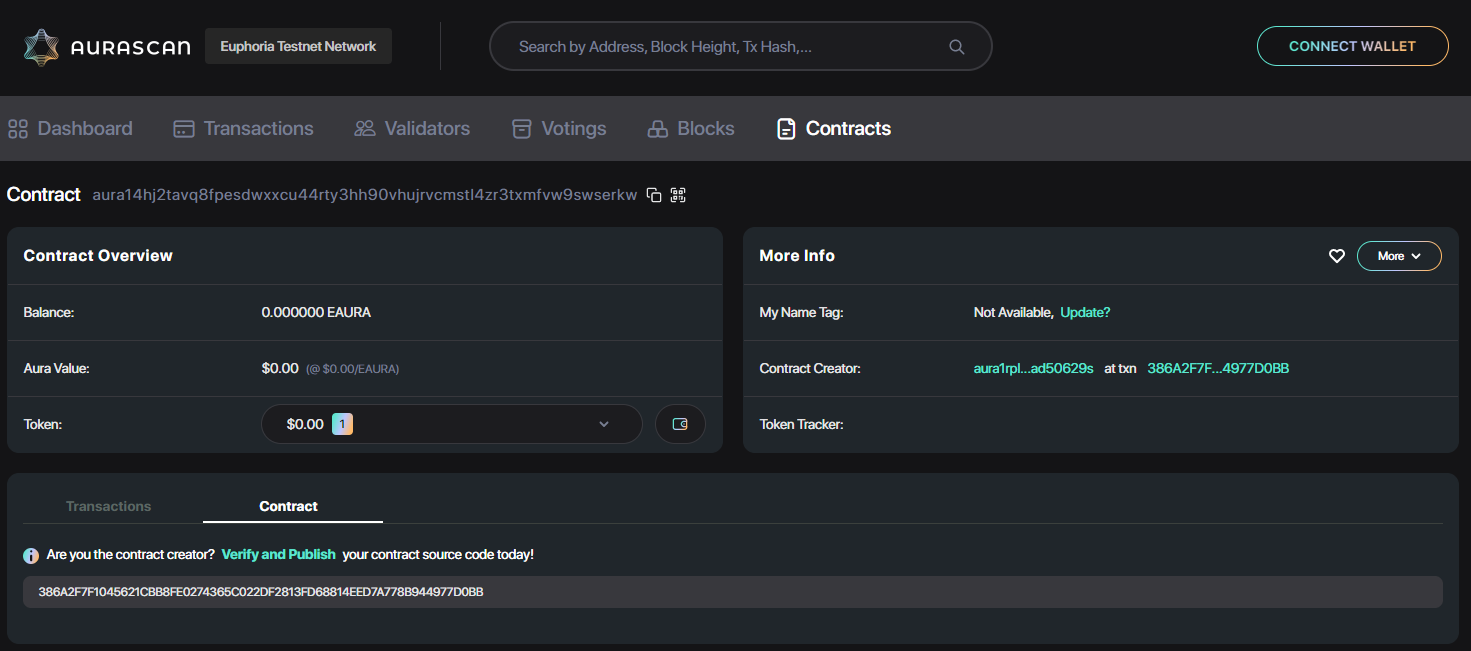 AURASCAN Euphoria Testnet Network Search by Address, Block Height, Tx Hash,... CONNECT WALLET
Dashboard Transactions Validators Votings Blocks Contracts
Contract aura14hj2tavq8fpesdwxxcu44rty3hh90vhujrvcmstl4zr3txmfvw9swserkw
Contract Overview
Balance: 0.000000 EAURA
Aura Value: $0.00 (@ $0.00/EAURA)
Token: $0.00 1
More Info More
My Name Tag: Not Available, Update?
Contract Creator: aura1rpl...ad50629s at txn 386A2F7F...4977D0BB
Token Tracker:
Transactions Contract
Are you the contract creator? Verify and Publish your contract source code today!
386A2F7F1045621CBB8FE0274365C022DF2813FD68814EED7A778B944977D0BB